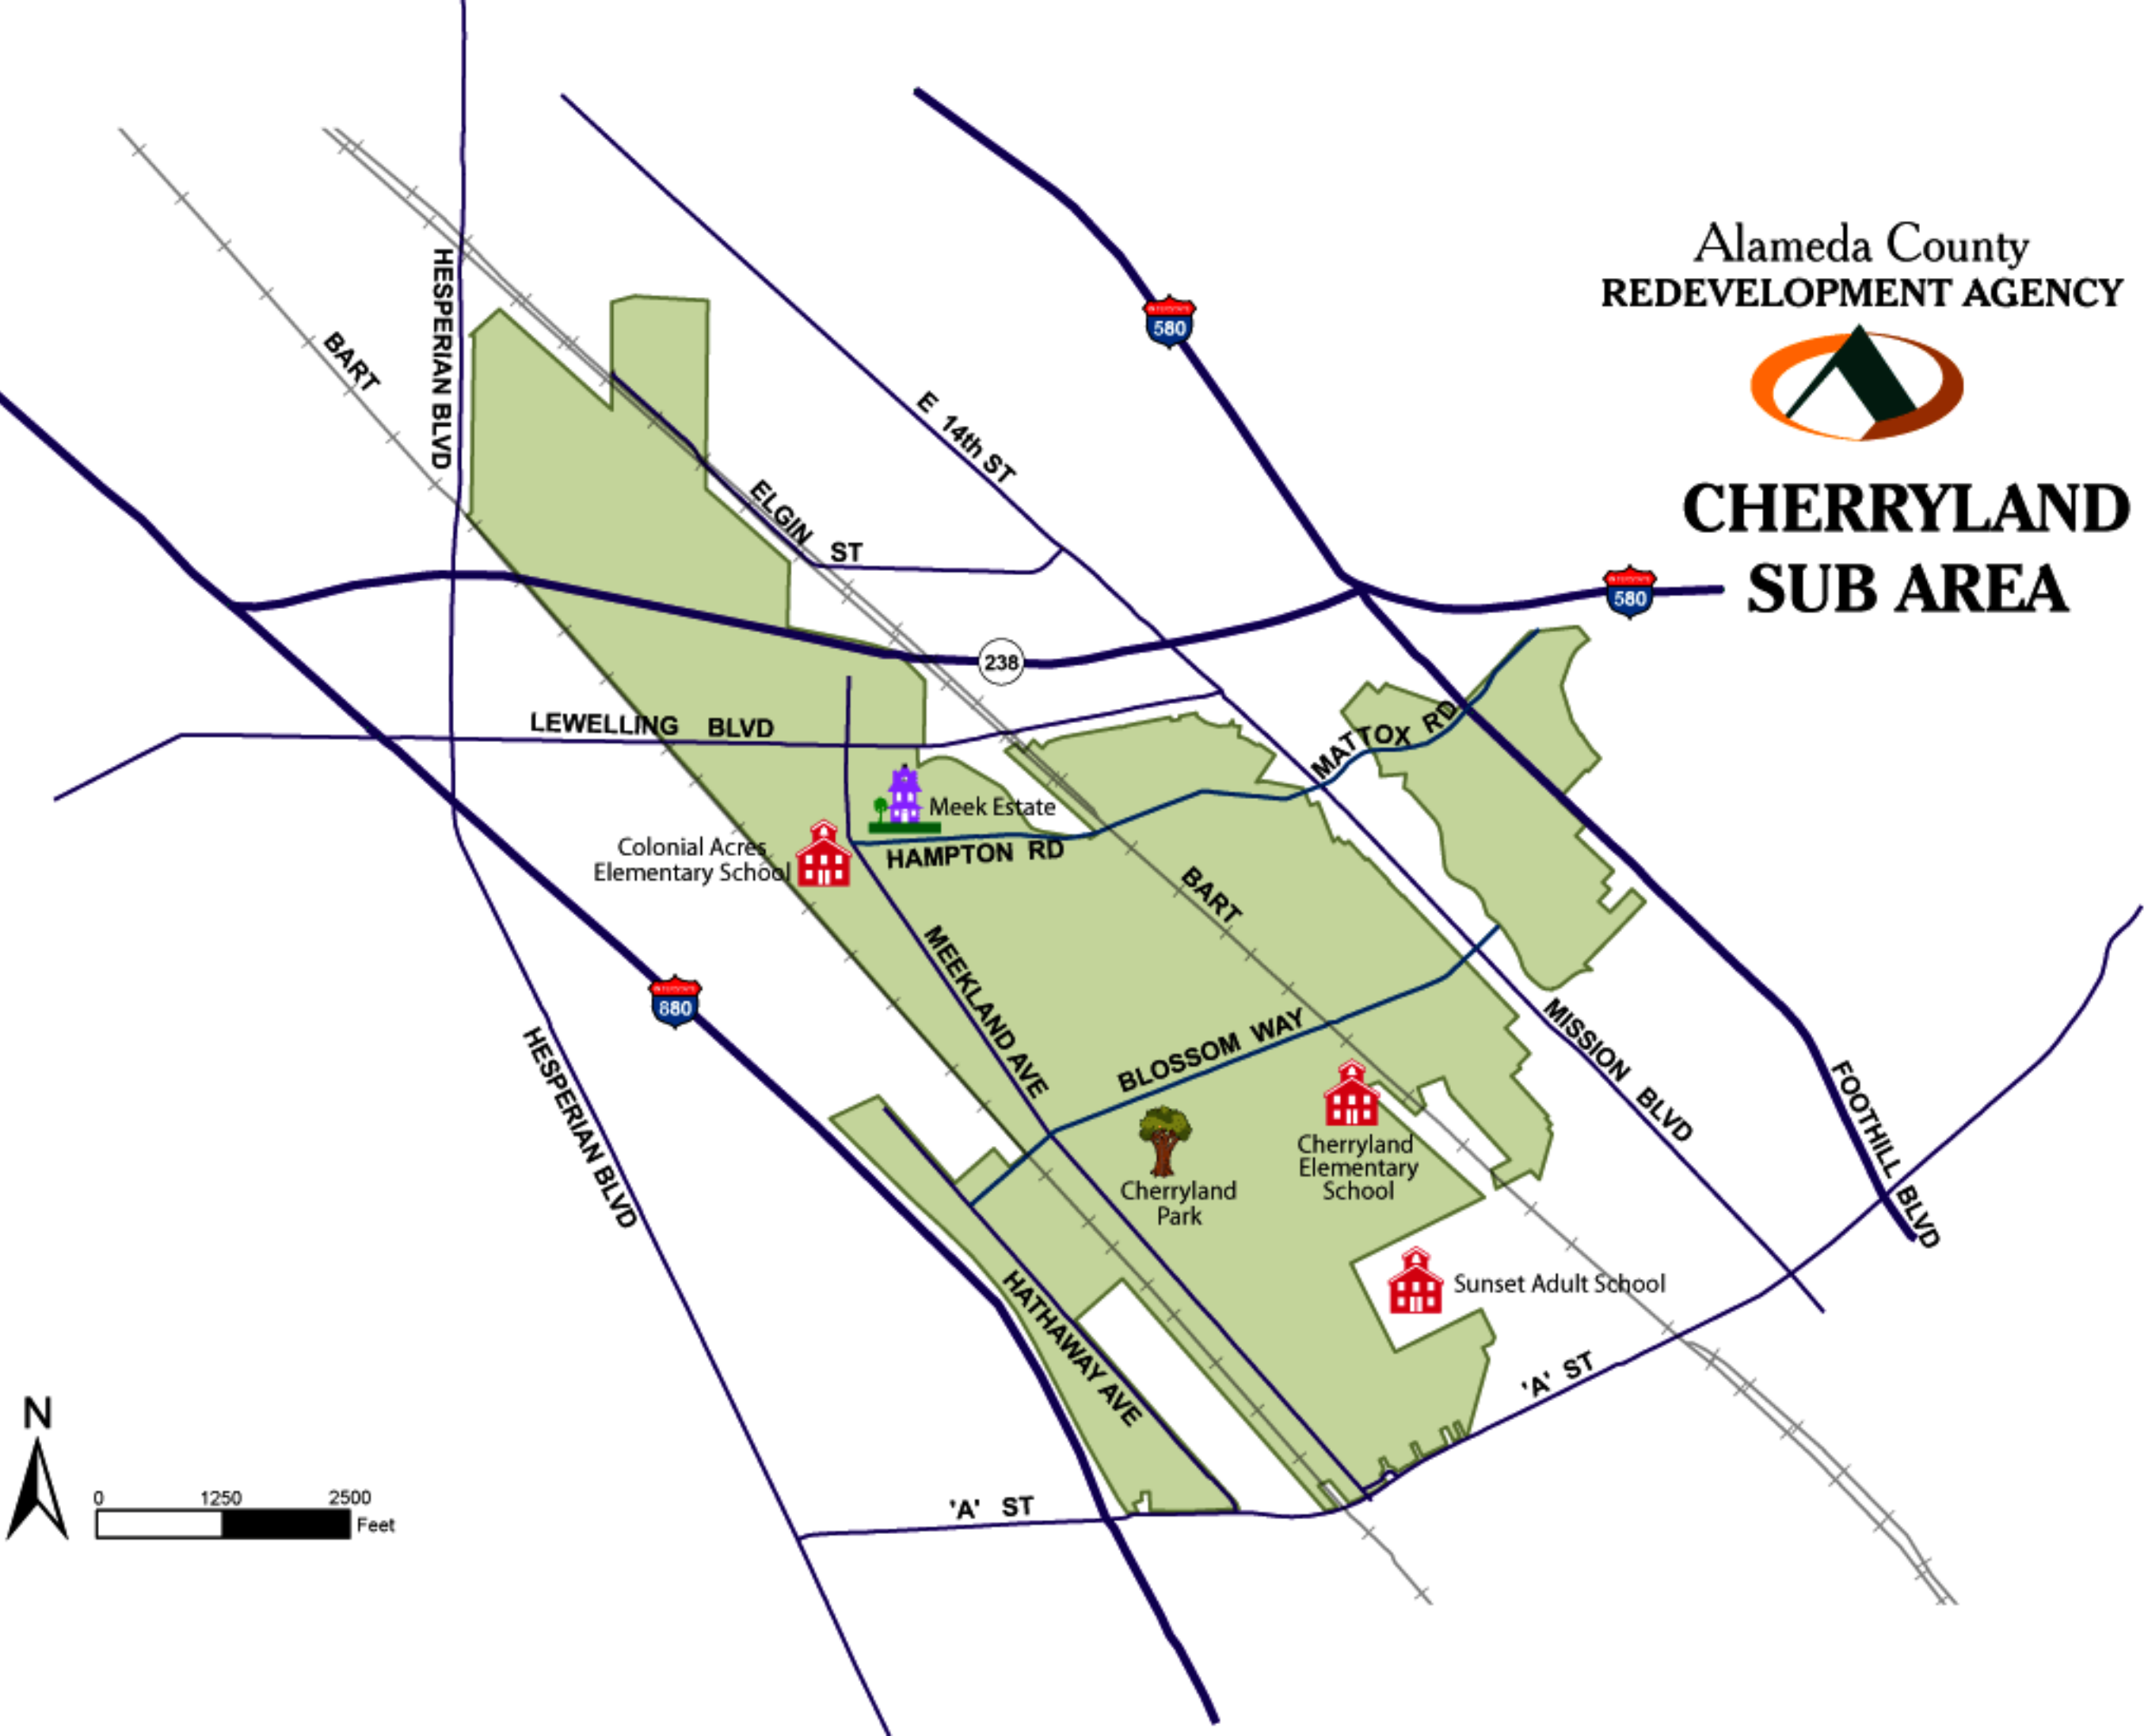 Alameda County
REDEVELOPMENT AGENCY
CHERRYLAND
SUB AREA
HESPERIAN BLVD
BART
E 14th ST
580
ELGIN ST
580
238
LEWELLING BLVD
MATTOX RD
Meek Estate
Colonial Acres
Elementary School
HAMPTON RD
BART
MEEKLAND AVE
880
BLOSSOM WAY
MISSION BLVD
FOOTHILL BLVD
HESPERIAN BLVD
Cherryland
Park
Cherryland
Elementary
School
Sunset Adult School
HATHAWAY AVE
'A' ST
'A' ST
N
0 1250 2500
Feet